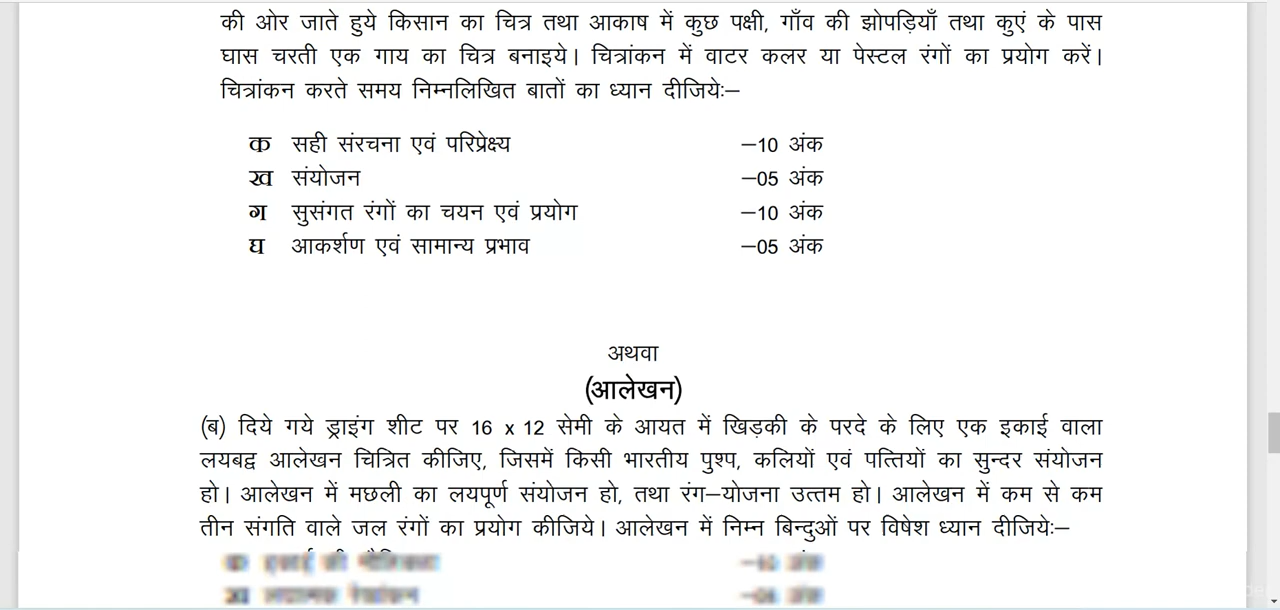 की ओर जाते हुये किसान का चित्र तथा आकाष में कुछ पक्षी, गाँव की झोपड़ियाँ तथा कुएं के पास
घास चरती एक गाय का चित्र बनाइये। चित्रांकन में वाटर कलर या पेस्टल रंगों का प्रयोग करें।
चित्रांकन करते समय निम्नलिखित बातों का ध्यान दीजियेः–
क सही संरचना एवं परिप्रेक्ष्य –10 अंक
ख संयोजन –05 अंक
ग सुसंगत रंगों का चयन एवं प्रयोग –10 अंक
घ आकर्शण एवं सामान्य प्रभाव –05 अंक
अथवा
(आलेखन)
(ब) दिये गये ड्राइंग शीट पर 16 x 12 सेमी के आयत में खिड़की के परदे के लिए एक इकाई वाला
लयबद्व आलेखन चित्रित कीजिए, जिसमें किसी भारतीय पुश्प, कलियों एवं पत्तियों का सुन्दर संयोजन
हो। आलेखन में मछली का लयपूर्ण संयोजन हो, तथा रंग–योजना उत्तम हो। आलेखन में कम से कम
तीन संगति वाले जल रंगों का प्रयोग कीजिये। आलेखन में निम्न बिन्दुओं पर विषेश ध्यान दीजियेः–